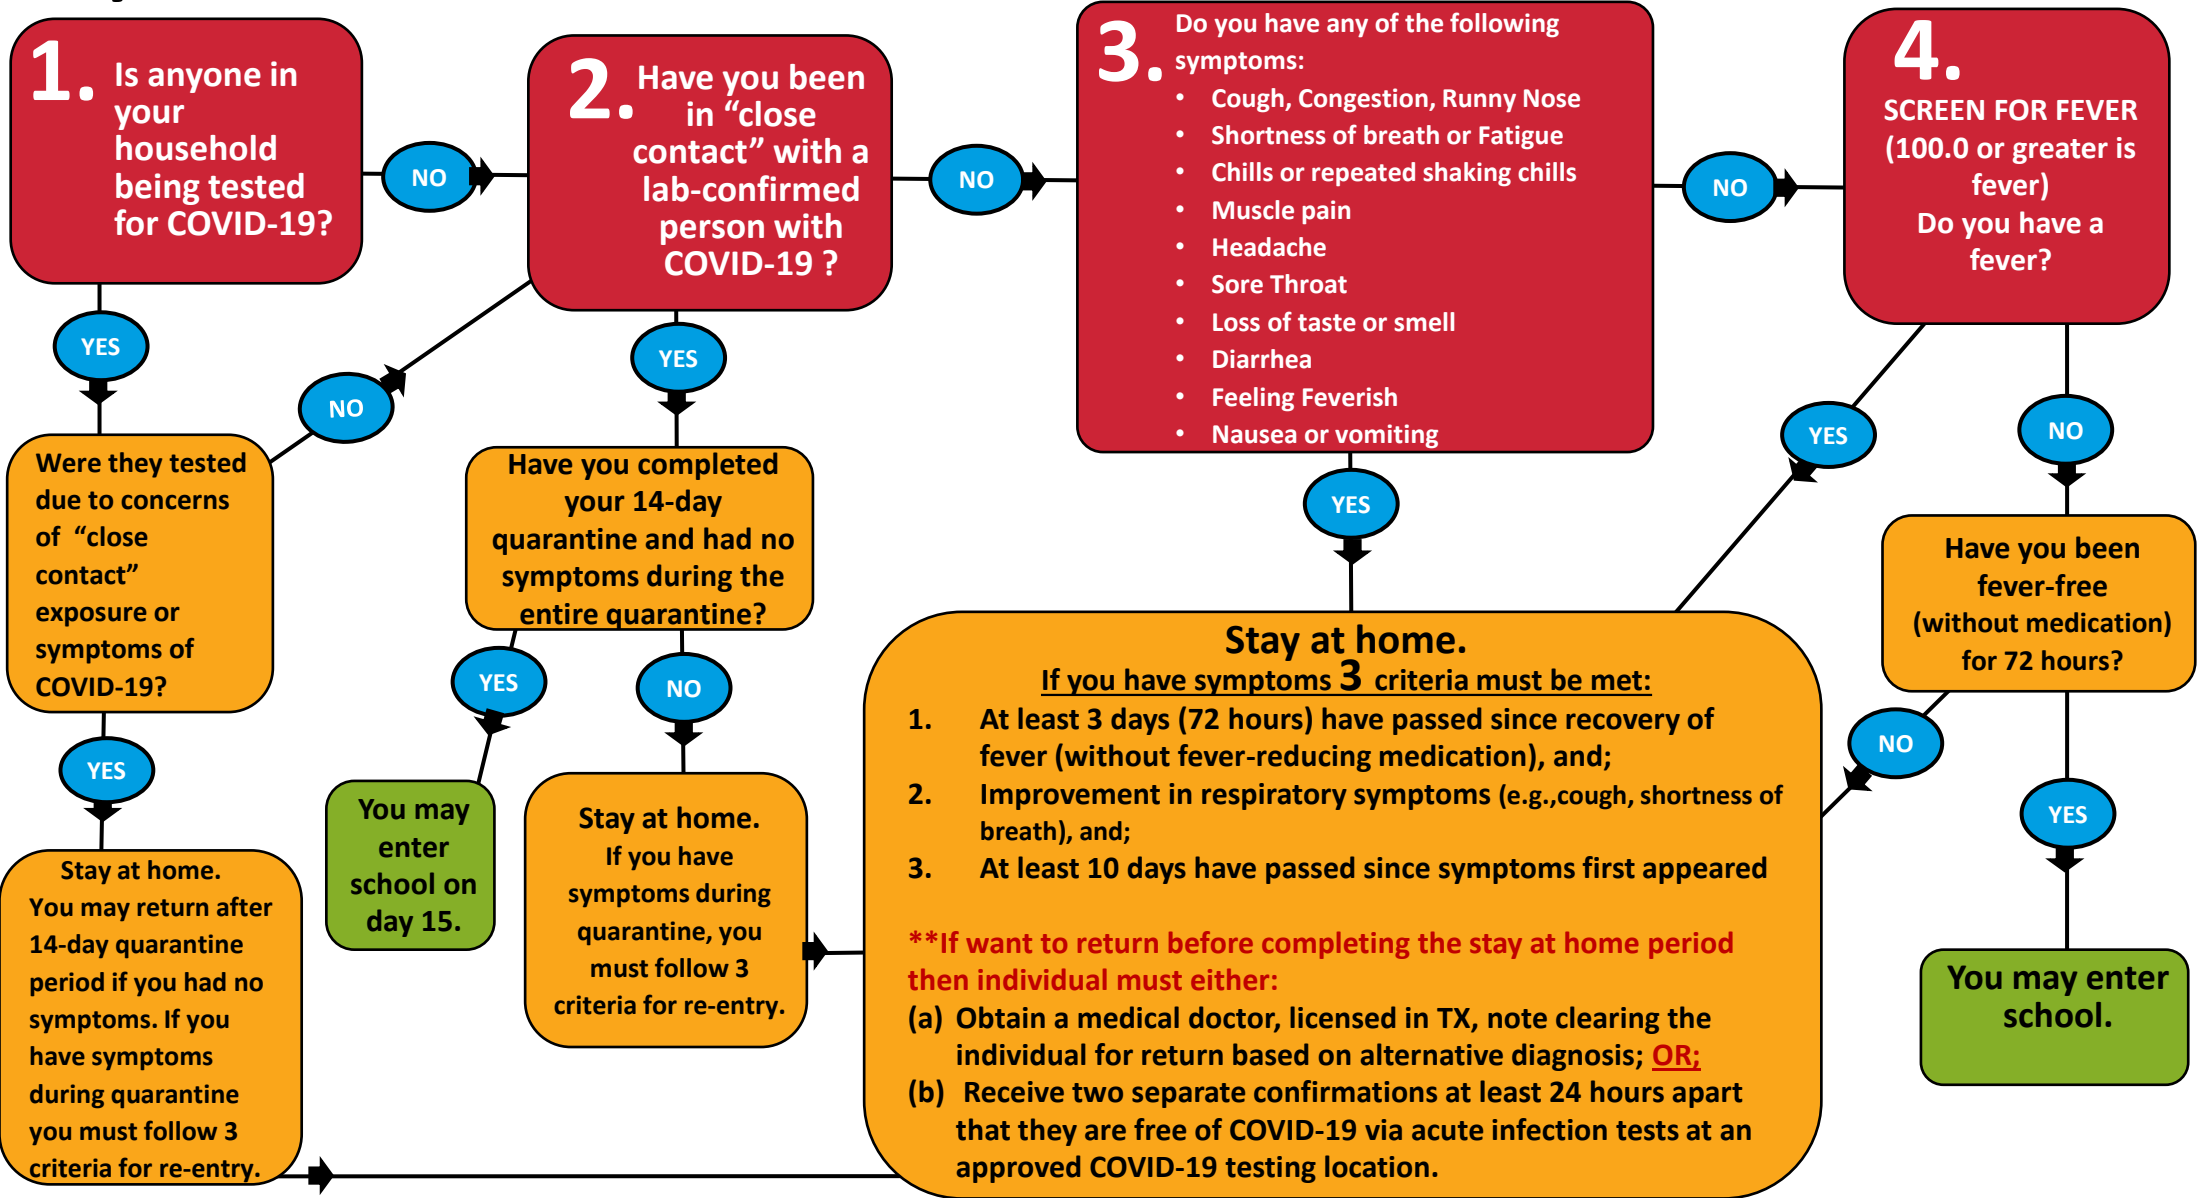 1.
Is anyone in
your
household
being tested
for COVID-19?
NO
2.
Have you been
in “close
contact” with a
lab-confirmed
person with
COVID-19 ?
NO
3.
Do you have any of the following
symptoms:
• Cough, Congestion, Runny Nose
• Shortness of breath or Fatigue
• Chills or repeated shaking chills
• Muscle pain
• Headache
• Sore Throat
• Loss of taste or smell
• Diarrhea
• Feeling Feverish
• Nausea or vomiting
NO
4.
SCREEN FOR FEVER
(100.0 or greater is
fever)
Do you have a
fever?
YES
NO
YES
YES
YES
NO
Were they tested
due to concerns
of “close
contact”
exposure or
symptoms of
COVID-19?
YES
Stay at home.
You may return after
14-day quarantine
period if you had no
symptoms. If you
have symptoms
during quarantine
you must follow 3
criteria for re-entry.
Have you completed
your 14-day
quarantine and had no
symptoms during the
entire quarantine?
YES
NO
You may
enter
school on
day 15.
Stay at home.
If you have
symptoms during
quarantine, you
must follow 3
criteria for re-entry.
Stay at home.
If you have symptoms 3 criteria must be met:
1. At least 3 days (72 hours) have passed since recovery of
fever (without fever-reducing medication), and;
2. Improvement in respiratory symptoms (e.g.,cough, shortness of
breath), and;
3. At least 10 days have passed since symptoms first appeared
**If want to return before completing the stay at home period
then individual must either:
(a) Obtain a medical doctor, licensed in TX, note clearing the
individual for return based on alternative diagnosis; OR;
(b) Receive two separate confirmations at least 24 hours apart
that they are free of COVID-19 via acute infection tests at an
approved COVID-19 testing location.
Have you been
fever-free
(without medication)
for 72 hours?
NO
YES
You may enter
school.